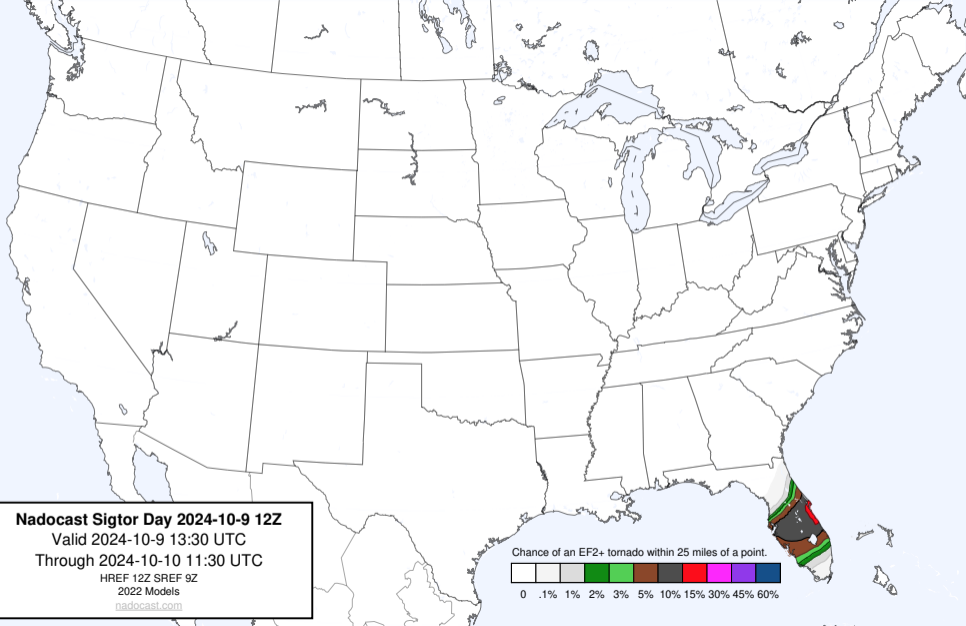 Nadocast Sigtor Day 2024-10-9 12Z
Valid 2024-10-9 13:30 UTC
Through 2024-10-10 11:30 UTC
HREF 12Z SREF 9Z
2022 Models
nadocast.com
Chance of an EF2+ tornado within 25 miles of a point.
0 .1% 1% 2% 3% 5% 10% 15% 30% 45% 60%